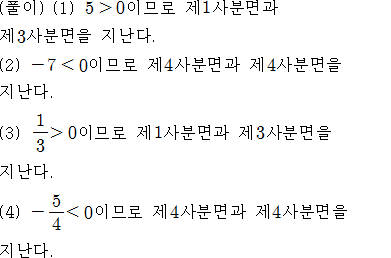 (풀이) (1) 5>0이므로 제1사분면과
제3사분면을 지난다.
(2) -7<0이므로 제4사분면과 제4사분면을
지난다.
(3) 1/3>0이므로 제1사분면과 제3사분면을
지난다.
(4) -5/4<0이므로 제4사분면과 제4사분면을
지난다.